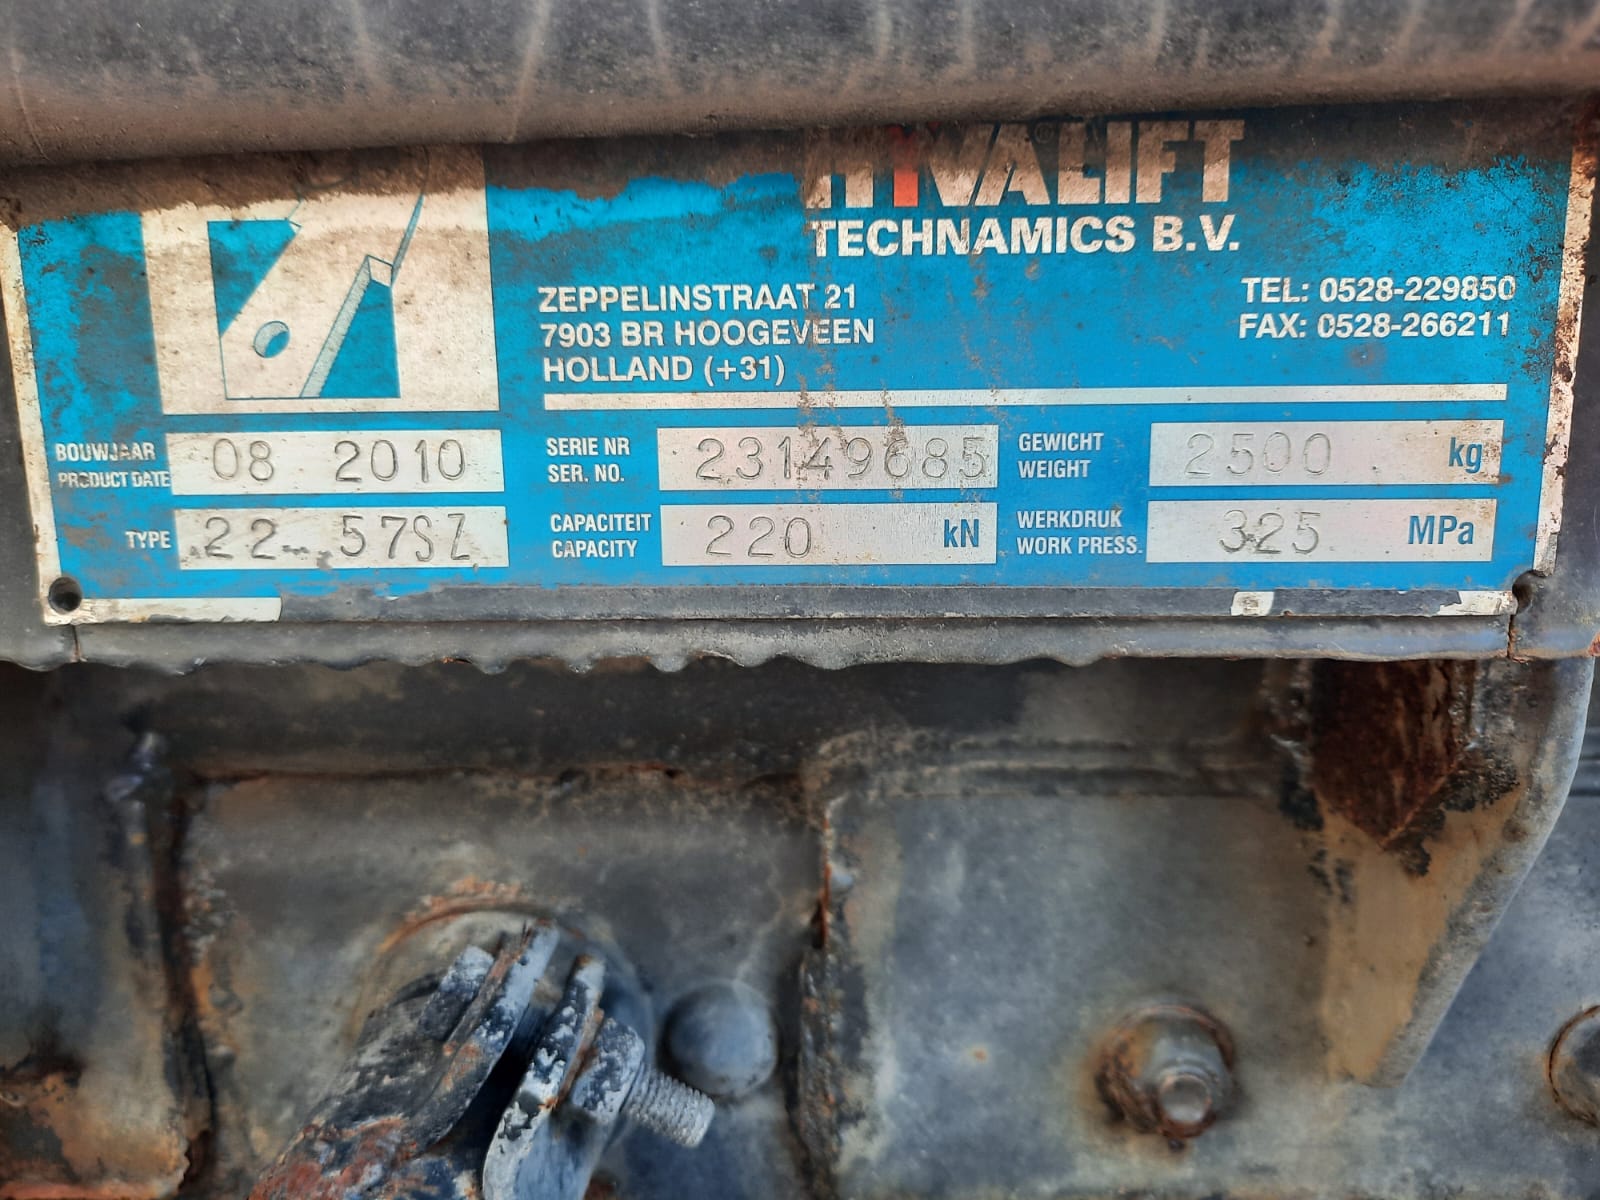 HYVALIFT®
TECHNAMICS B.V.
ZEPPELINSTRAAT 21
7903 BR HOOGEVEEN
HOLLAND (+31)
TEL: 0528-229850
FAX: 0528-266211
BOUWJAAR
PRODUCT DATE
08 2010
SERIE NR
SER. NO.
23149685
GEWICHT
WEIGHT
2500 kg
TYPE
22-57SZ
CAPACITEIT
CAPACITY
220 kN
WERKDRUK
WORK PRESS.
325 MPa